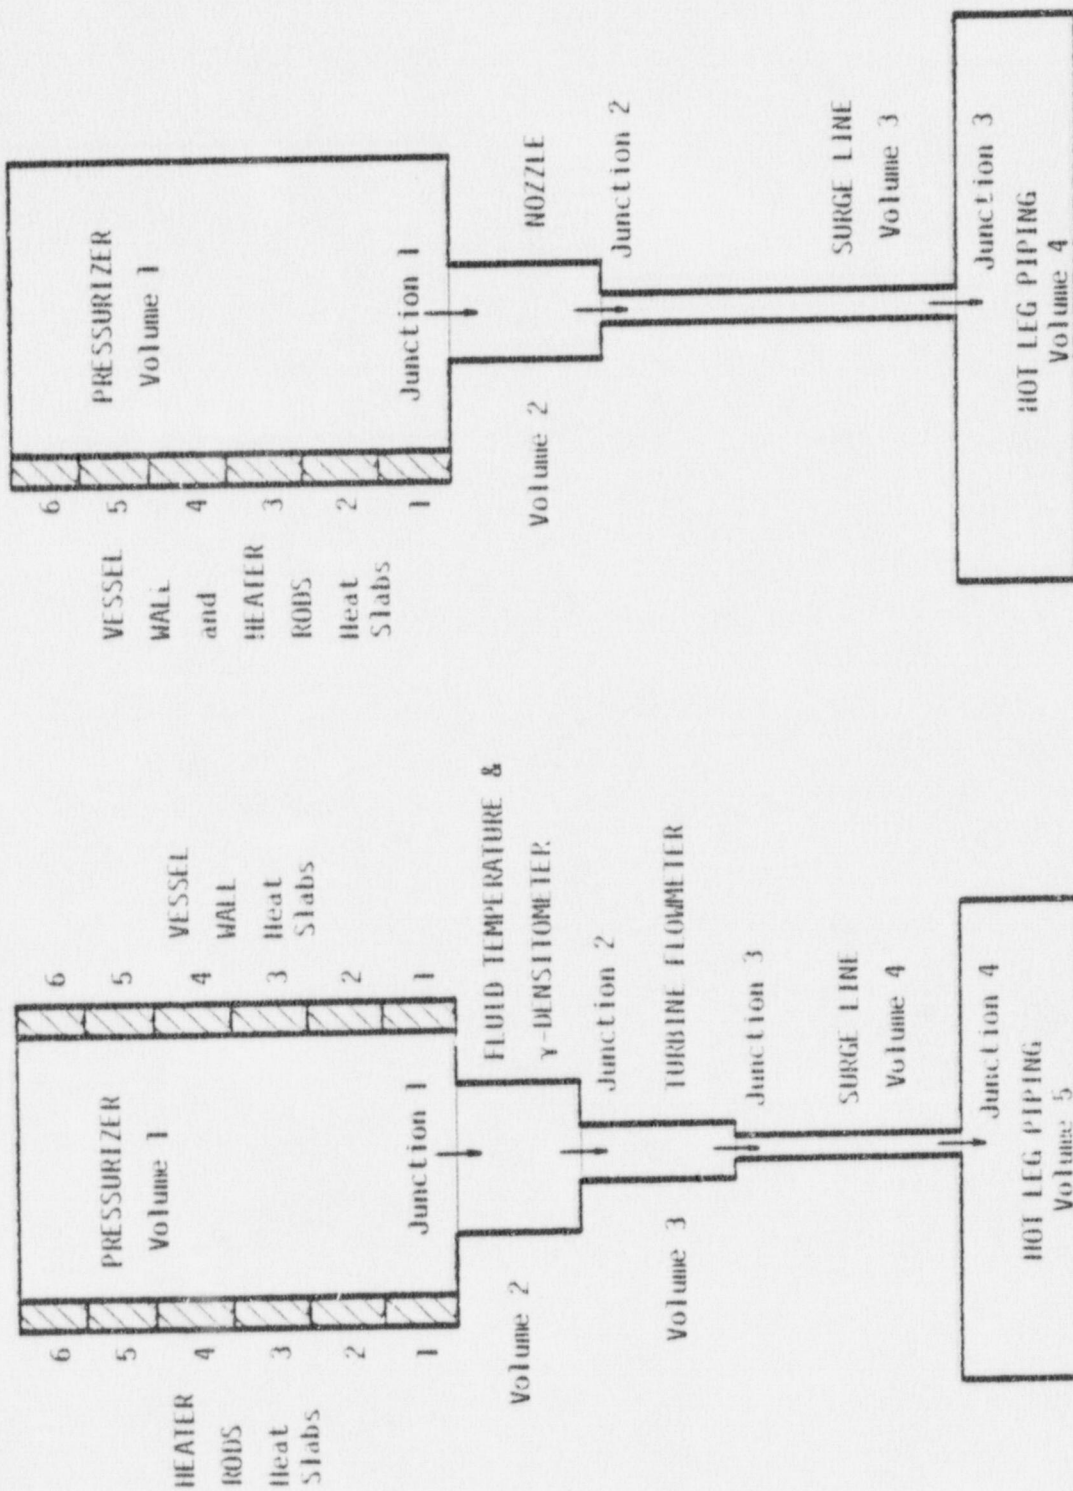 PRESSURIZER
Volume 1
6
5
4
3
2
1
VESSEL
WALL
and
HEATER
RODS
Heat
Slabs
Junction 1
NOZZLE
Volume 2
Junction 2
SURGE LINE
Volume 3
Junction 3
HOT LEG PIPING
Volume 4
PRESSURIZER
Volume 1
6
5
4
3
2
1
HEATER
RODS
Heat
Slabs
6
5
4
3
2
1
VESSEL
WALL
Heat
Slabs
Junction 1
FLUID TEMPERATURE &
γ-DENSITOMETER
Volume 2
Junction 2
TURBINE FLOWMETER
Volume 3
Junction 3
SURGE LINE
Volume 4
Junction 4
HOT LEG PIPING
Volume 5